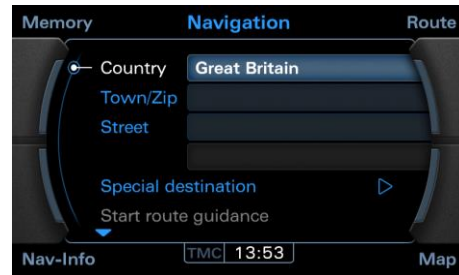 Memory Navigation Route
Country Great Britain
Town/Zip
Street
Special destination
Start route guidance
Nav-Info TMC 13:53 Map